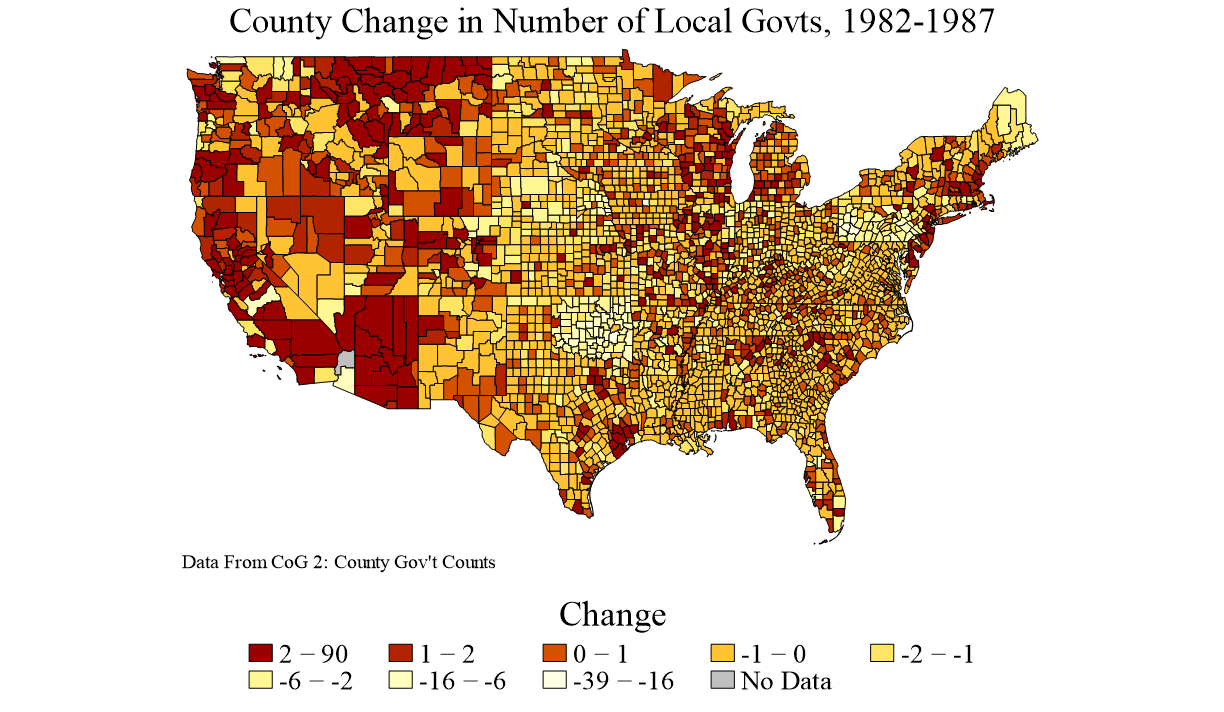 County Change in Number of Local Govts, 1982-1987
Data From CoG 2: County Gov't Counts
Change
2 − 90 1 − 2 0 − 1 -1 − 0 -2 − -1
-6 − -2 -16 − -6 -39 − -16 No Data